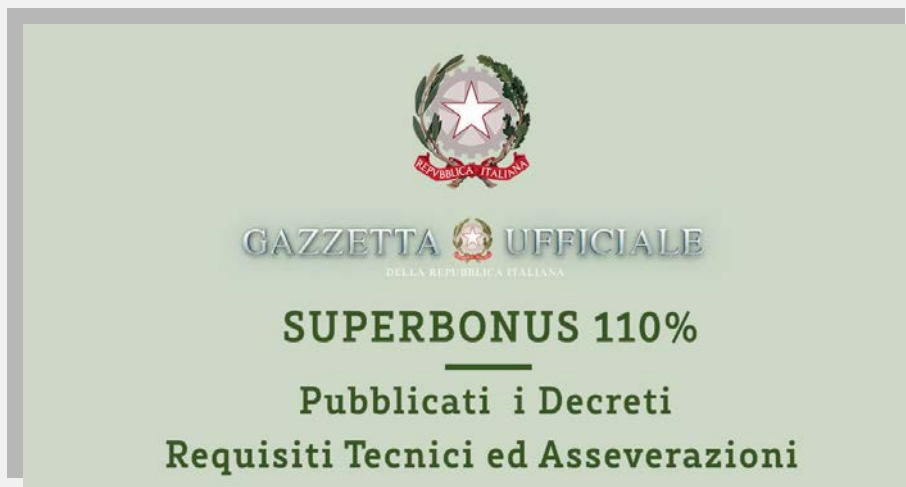 REPVBBLICA ITALIANA
GAZZETTA UFFICIALE
DELLA REPUBBLICA ITALIANA
SUPERBONUS 110%
Pubblicati i Decreti
Requisiti Tecnici ed Asseverazioni